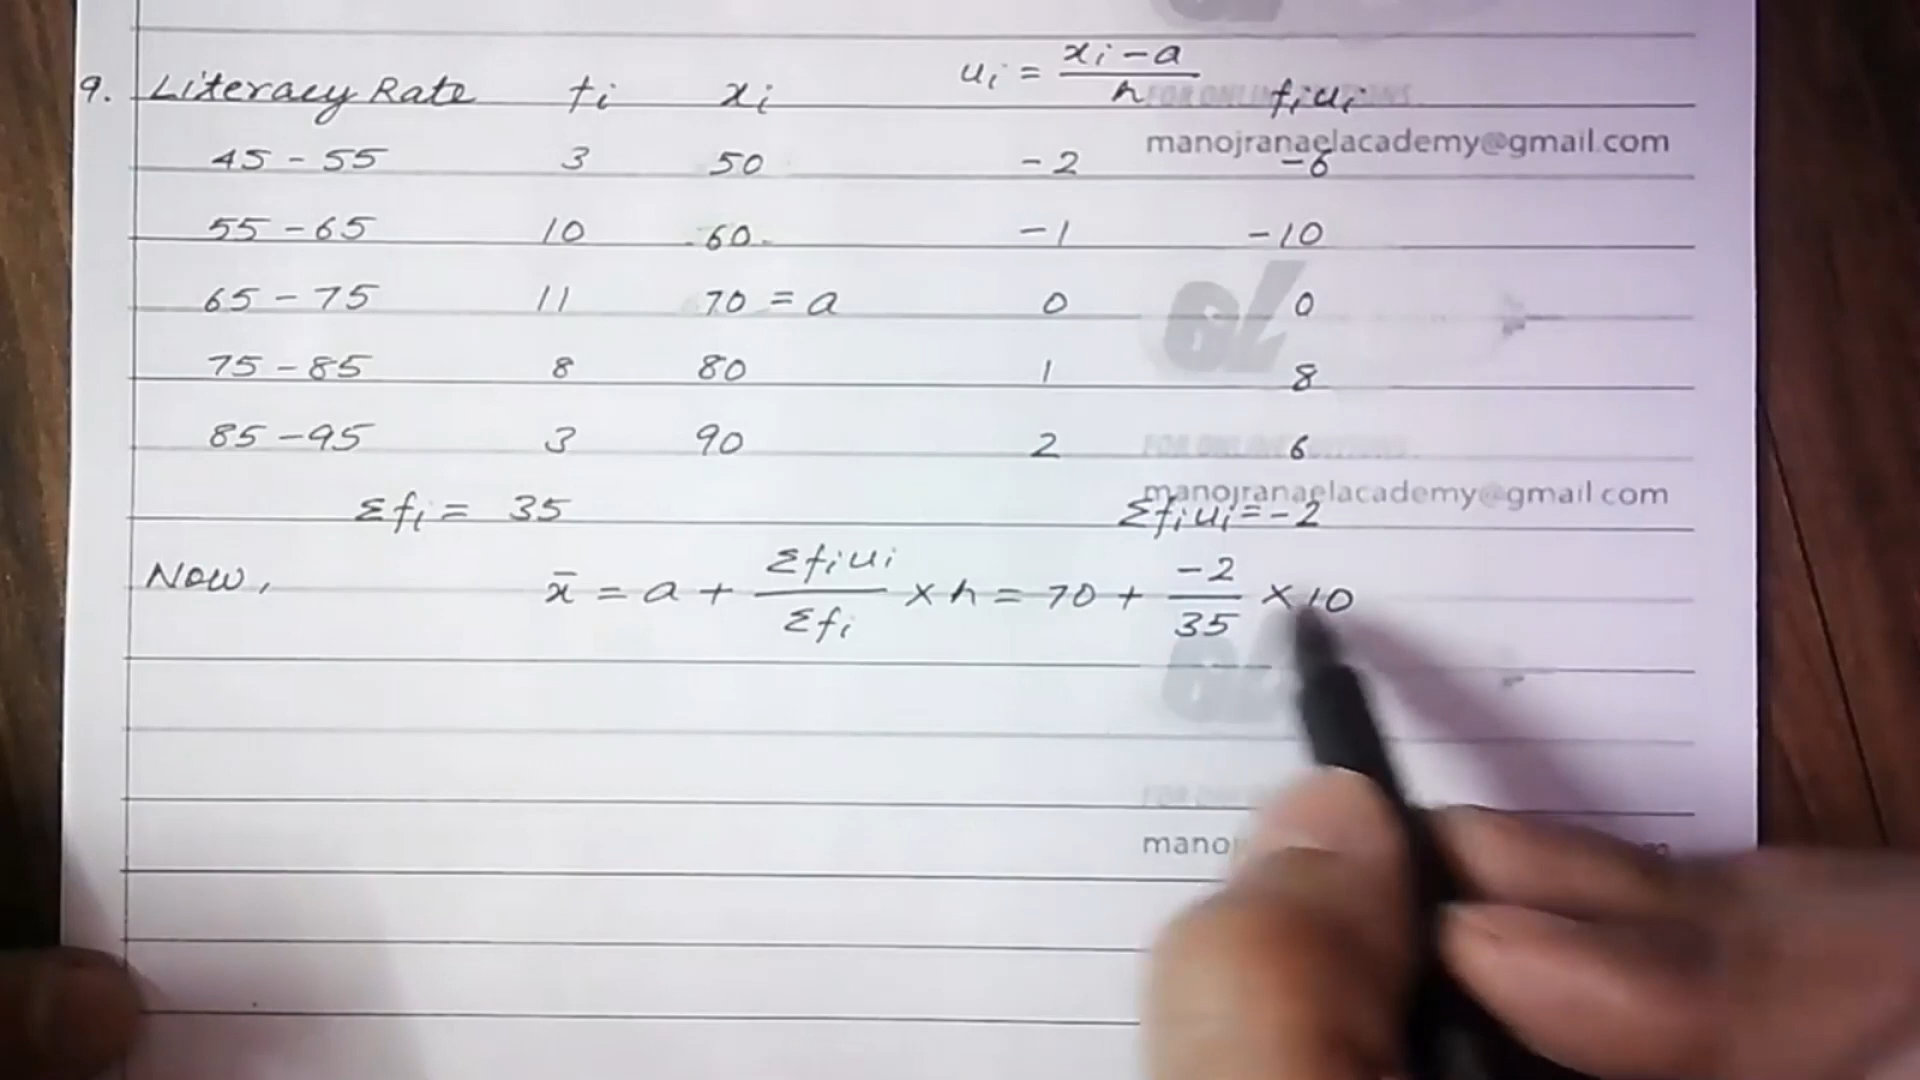 9. Literacy Rate fi xi ui = xi - a / h fiui
FOR ONLINE
manojranaelacademy@gmail.com
45 - 55 3 50 -2 -6
55 - 65 10 60 -1 -10
65 - 75 11 70 = a 0 0
75 - 85 8 80 1 8
85 - 95 3 90 2 6
manojranaelacademy@gmail.com
Σfi = 35 Σfiui = -2
Now, x̄ = a + Σfiui / Σfi × h = 70 + -2 / 35 × 10